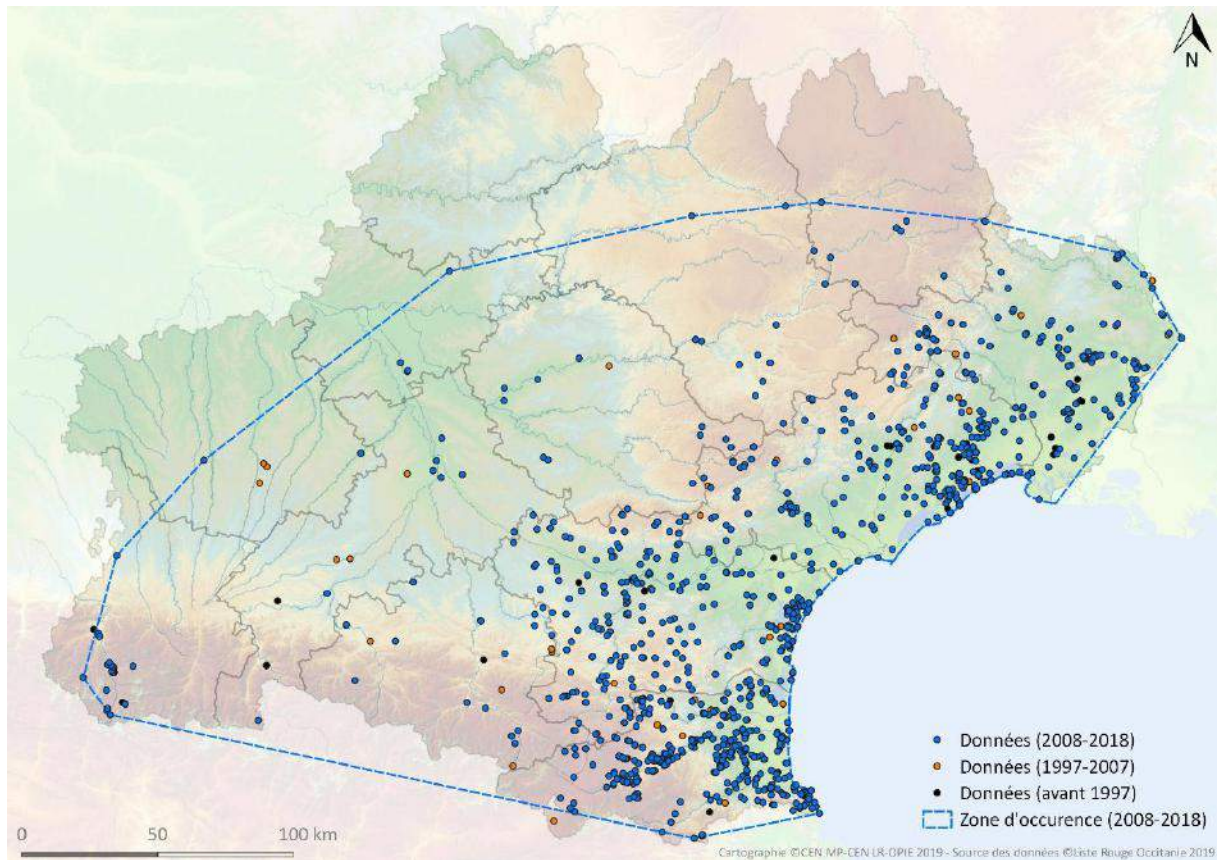 N
Données (2008-2018)
Données (1997-2007)
Données (avant 1997)
Zone d'occurence (2008-2018)
0 50 100 km
Cartographie ©CEN MP-CEN LR-OPIE 2019 - Source des données ©Liste Rouge Occitanie 2019